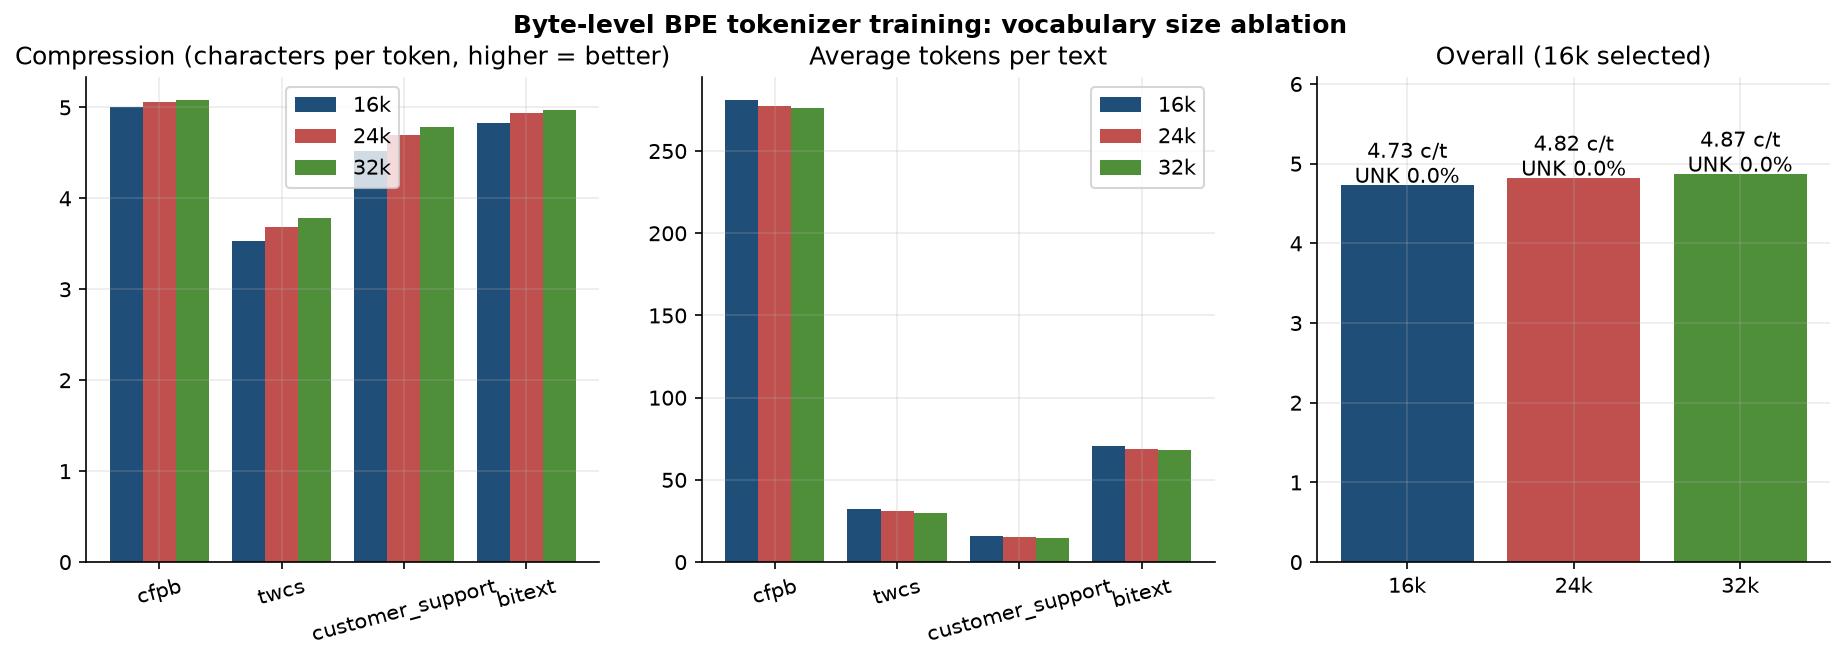 Byte-level BPE tokenizer training: vocabulary size ablation
Compression (characters per token, higher = better)
5
4
3
2
1
0
16k
24k
32k
cfpb
twcs
customer_support
bitext
Average tokens per text
250
200
150
100
50
0
16k
24k
32k
cfpb
twcs
customer_support
bitext
Overall (16k selected)
6
5
4
3
2
1
0
4.73 c/t
UNK 0.0%
4.82 c/t
UNK 0.0%
4.87 c/t
UNK 0.0%
16k
24k
32k